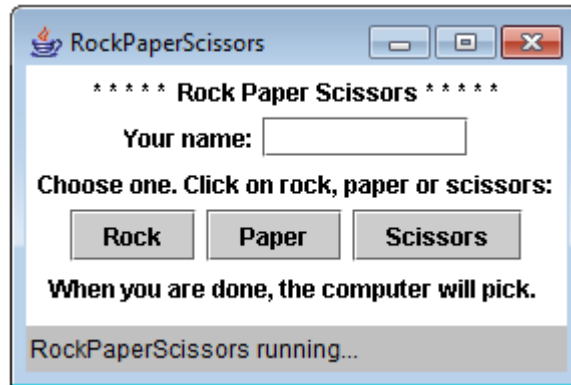 RockPaperScissors
* * * * * Rock Paper Scissors * * * * *
Your name:
Choose one. Click on rock, paper or scissors:
Rock Paper Scissors
When you are done, the computer will pick.
RockPaperScissors running...